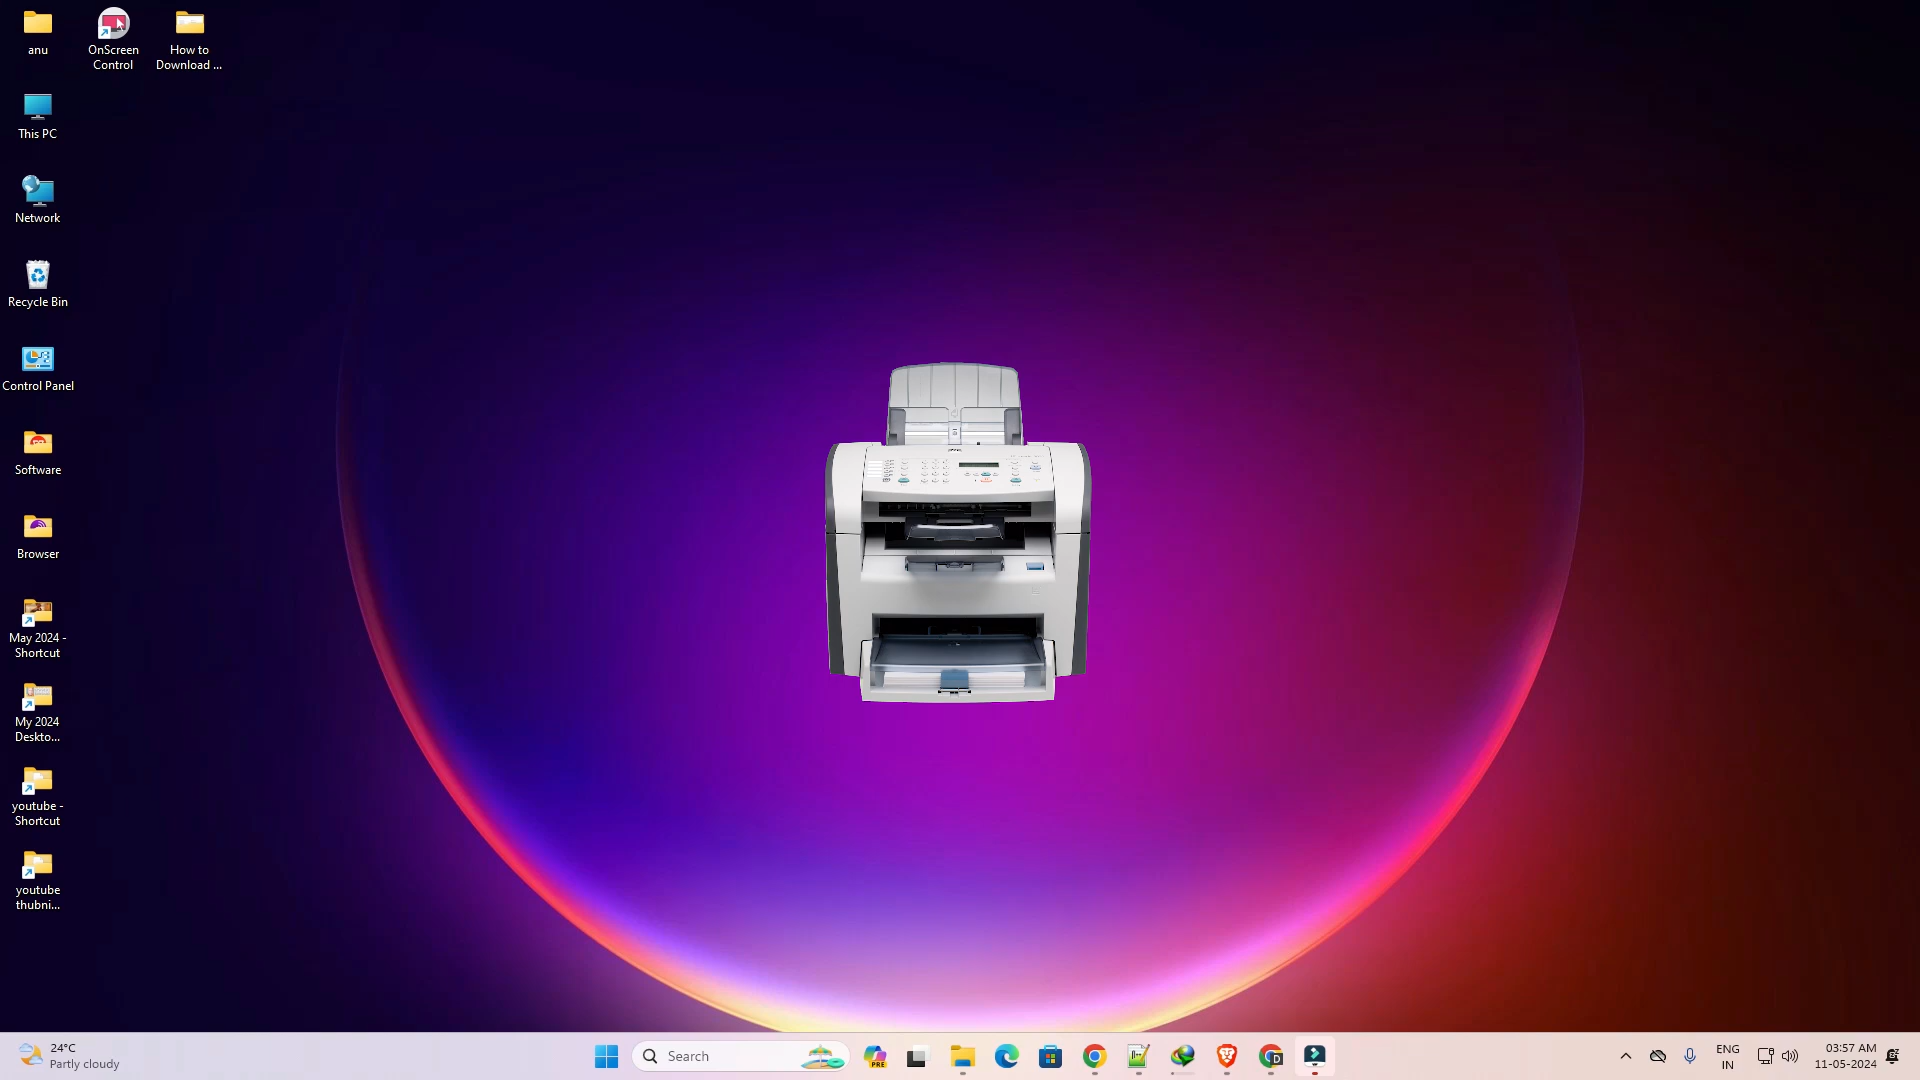 anu
OnScreen
Control
How to
Download ...
This PC
Network
Recycle Bin
Control Panel
Software
Browser
May 2024 -
Shortcut
My 2024
Deskto...
youtube -
Shortcut
youtube
thubni...
24°C
Partly cloudy
Search
PRE
D
ENG
IN
03:57 AM
11-05-2024